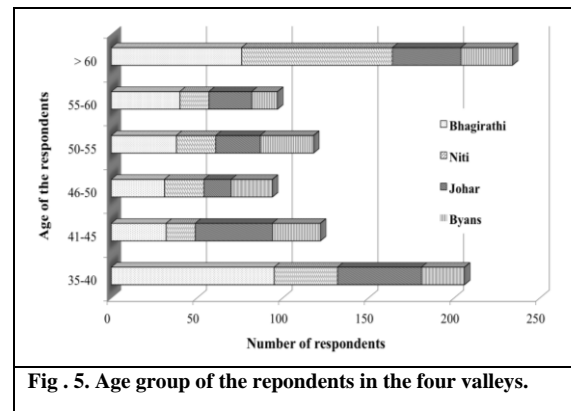 > 60
55-60
50-55
46-50
41-45
35-40
Age of the respondents
Bhagirathi
Niti
Johar
Byans
0 50 100 150 200 250
Number of respondents
Fig . 5. Age group of the repondents in the four valleys.